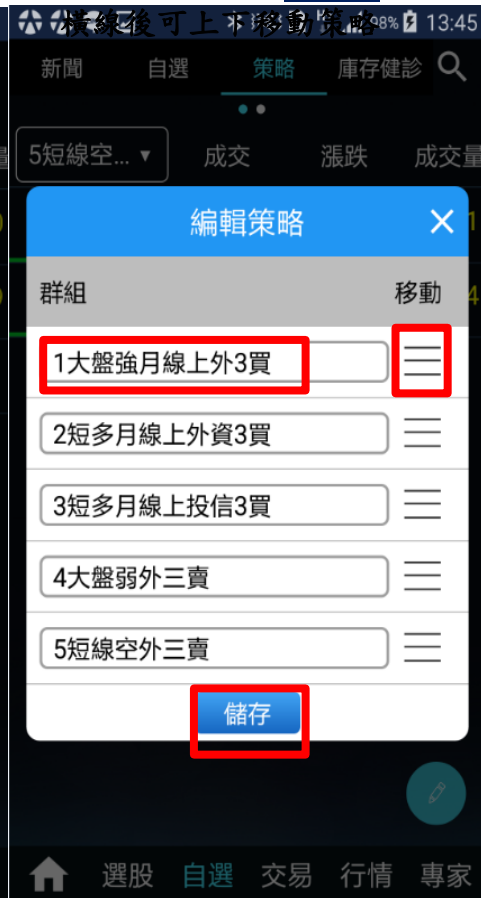 橫線後可上下移動策略
98% 13:45
新聞 自選 策略 庫存健診
5短線空... ▼ 成交 漲跌 成交量
編輯策略 ×
群組 移動
1大盤強月線上外3買
2短多月線上外資3買
3短多月線上投信3買
4大盤弱外三賣
5短線空外三賣
儲存
選股 自選 交易 行情 專家